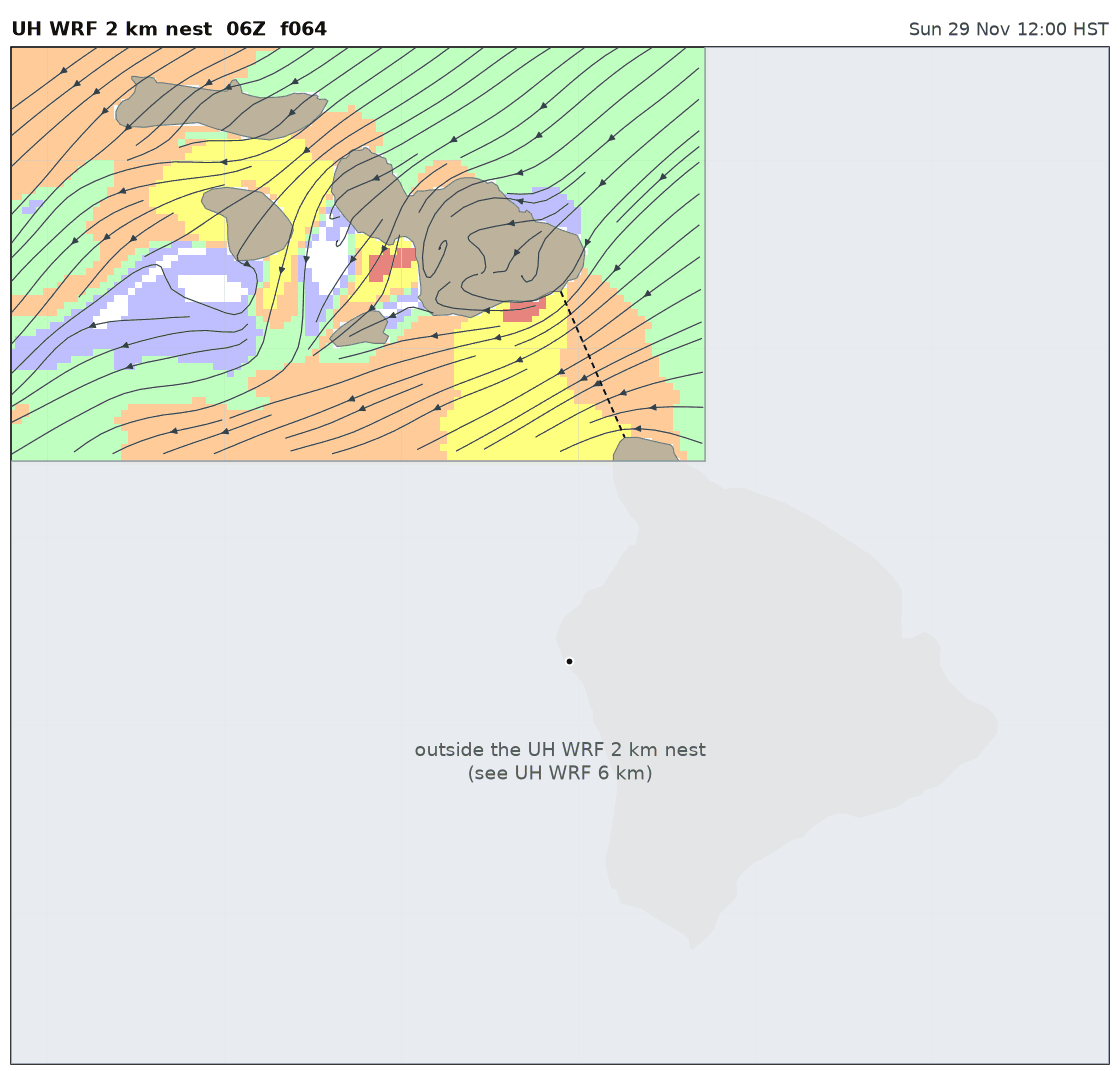 UH WRF 2 km nest  06Z  f064
Sun 29 Nov 12:00 HST
outside the UH WRF 2 km nest
(see UH WRF 6 km)